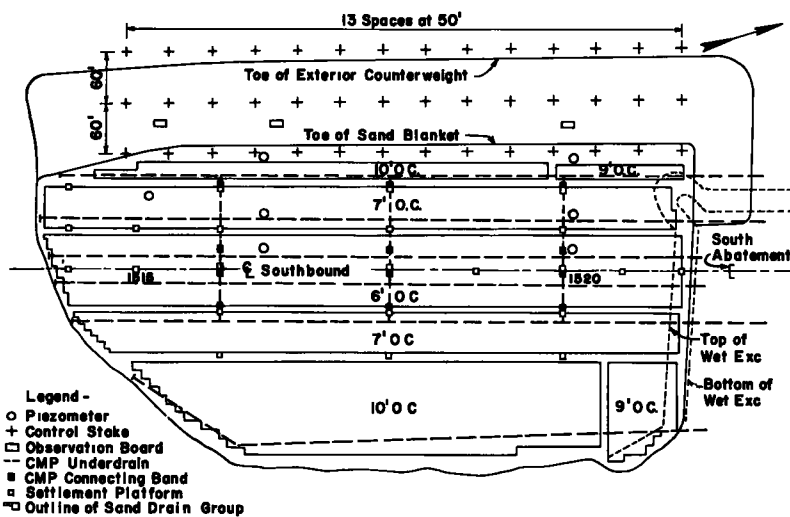 13 Spaces at 50'
Toe of Exterior Counterweight
60'
60'
Toe of Sand Blanket
10' O C.
9' O.C.
7' O.C.
South
Abatement
℄ Southbound
1520
6' O C
7' O C
Top of
Wet Exc
Bottom of
Wet Exc
10' O C
9' O C.
Legend -
Piezometer
Control Stake
Observation Board
CMP Underdrain
CMP Connecting Band
Settlement Platform
Outline of Sand Drain Group